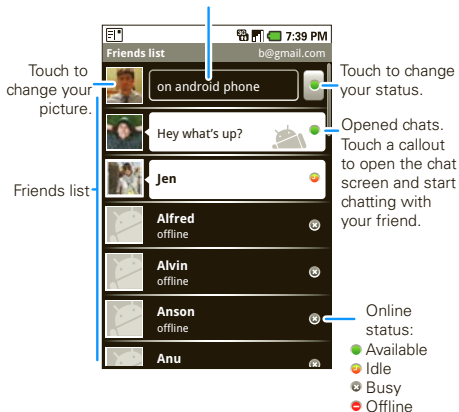 7:39 PM
Friends list
b@gmail.com
Touch to
change your
picture.
on android phone
Touch to change
your status.
Hey what's up?
Opened chats.
Touch a callout
to open the chat
screen and start
chatting with
your friend.
Friends list
Jen
Alfred
offline
Alvin
offline
Anson
offline
Anu
Online
status:
Available
Idle
Busy
Offline